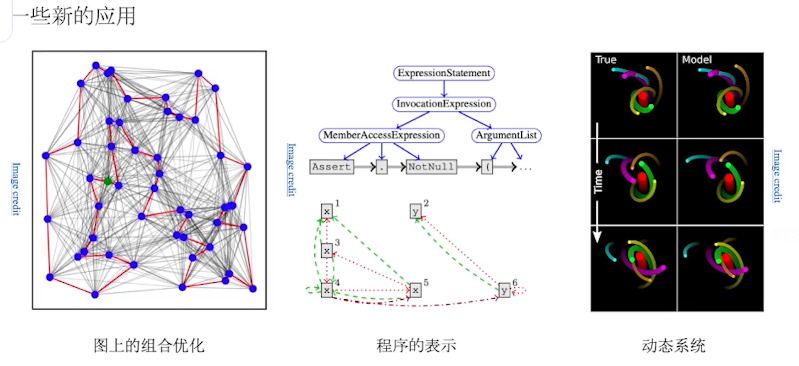 一些新的应用
Image credit
ExpressionStatement
InvocationExpression
MemberAccessExpression
ArgumentList
Assert
.
NotNull
(
...
Image credit
x 1
y 2
x 3
x 4
x 5
y 6
True
Model
Time
Image credit
图上的组合优化
程序的表示
动态系统